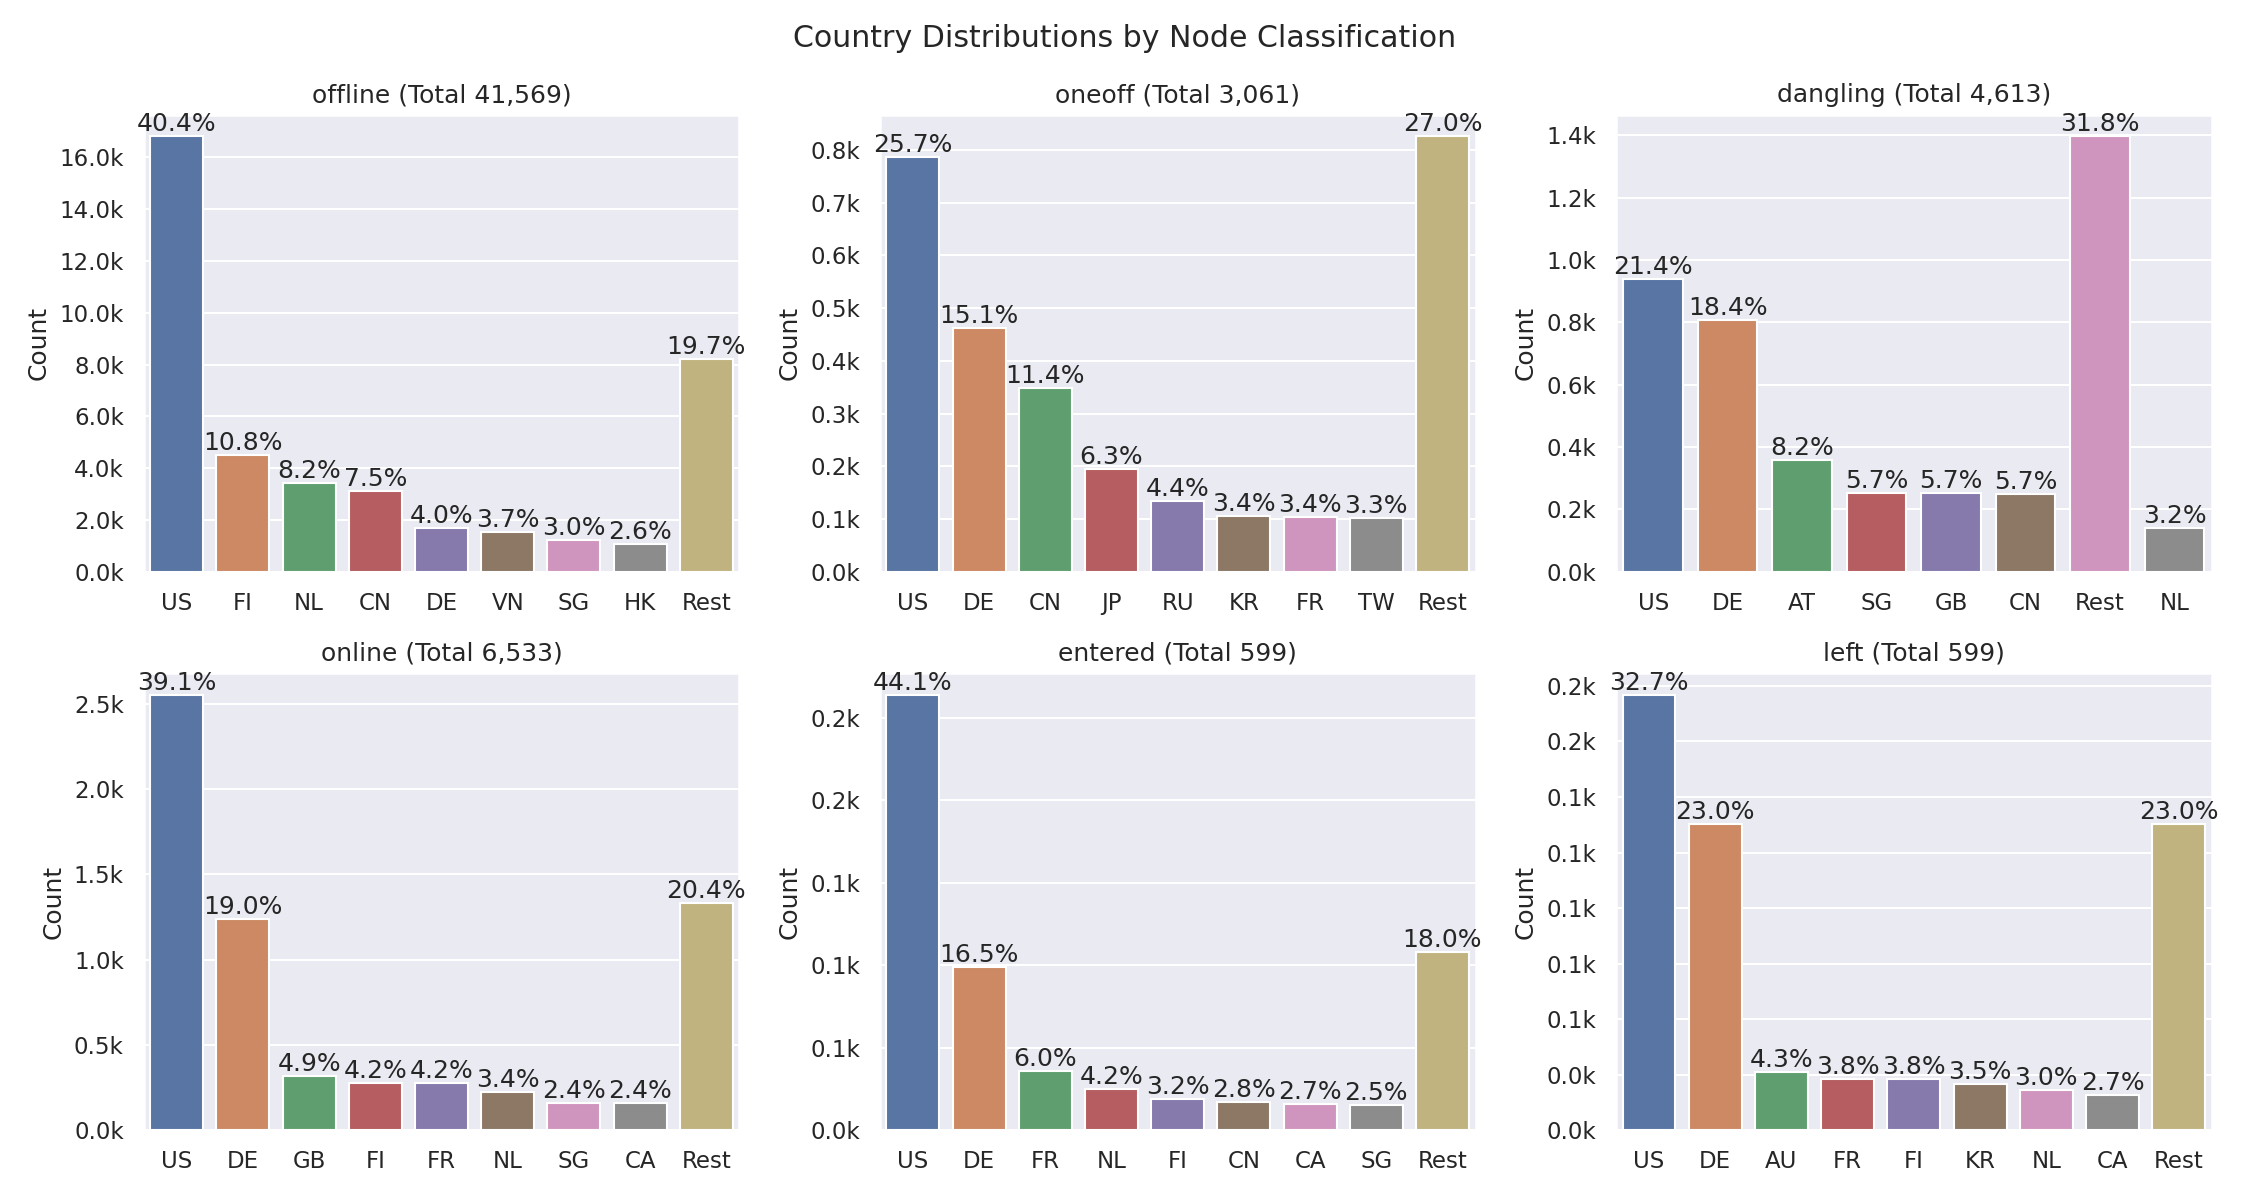 Country Distributions by Node Classification
offline (Total 41,569)
Count
16.0k
14.0k
12.0k
10.0k
8.0k
6.0k
4.0k
2.0k
0.0k
40.4%
10.8%
8.2%
7.5%
4.0%
3.7%
3.0%
2.6%
19.7%
US FI NL CN DE VN SG HK Rest
oneoff (Total 3,061)
Count
0.8k
0.7k
0.6k
0.5k
0.4k
0.3k
0.2k
0.1k
0.0k
25.7%
15.1%
11.4%
6.3%
4.4%
3.4%
3.4%
3.3%
27.0%
US DE CN JP RU KR FR TW Rest
dangling (Total 4,613)
Count
1.4k
1.2k
1.0k
0.8k
0.6k
0.4k
0.2k
0.0k
21.4%
18.4%
8.2%
5.7%
5.7%
5.7%
31.8%
3.2%
US DE AT SG GB CN Rest NL
online (Total 6,533)
Count
2.5k
2.0k
1.5k
1.0k
0.5k
0.0k
39.1%
19.0%
4.9%
4.2%
4.2%
3.4%
2.4%
2.4%
20.4%
US DE GB FI FR NL SG CA Rest
entered (Total 599)
Count
0.2k
0.2k
0.1k
0.1k
0.1k
0.0k
44.1%
16.5%
6.0%
4.2%
3.2%
2.8%
2.7%
2.5%
18.0%
US DE FR NL FI CN CA SG Rest
left (Total 599)
Count
0.2k
0.2k
0.1k
0.1k
0.1k
0.1k
0.1k
0.0k
0.0k
32.7%
23.0%
4.3%
3.8%
3.8%
3.5%
3.0%
2.7%
23.0%
US DE AU FR FI KR NL CA Rest